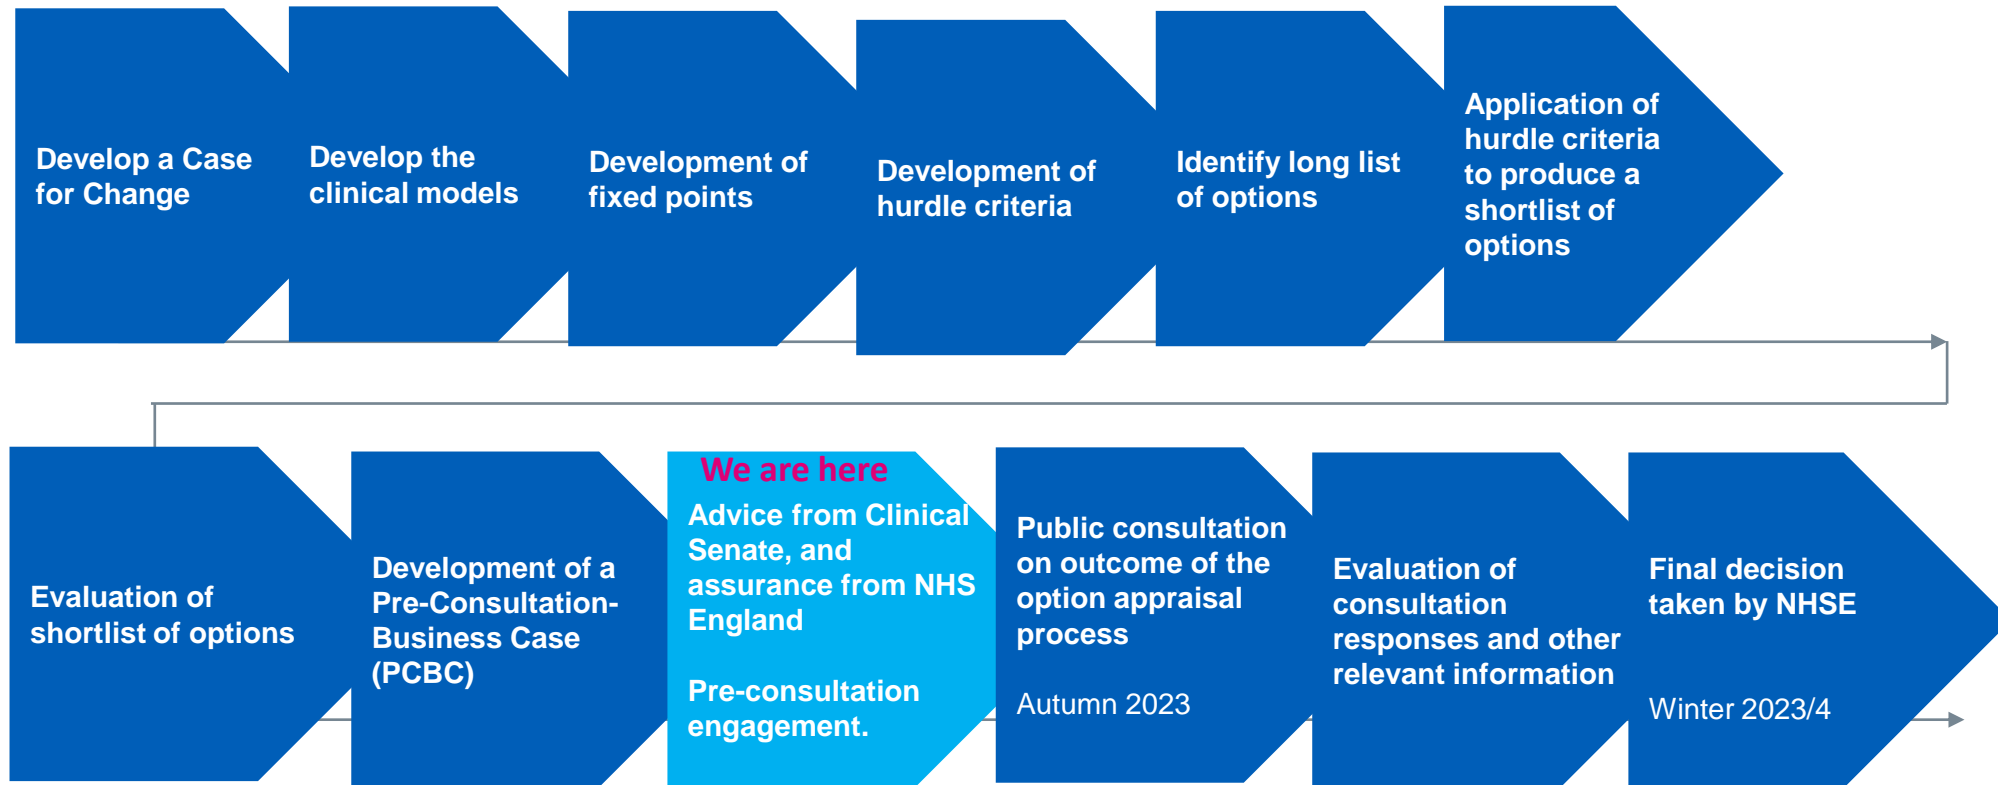 Develop a Case
for Change
Develop the
clinical models
Development of
fixed points
Development of
hurdle criteria
Identify long list
of options
Application of
hurdle criteria
to produce a
shortlist of
options
Evaluation of
shortlist of options
Development of a
Pre-Consultation-
Business Case
(PCBC)
We are here
Advice from Clinical
Senate, and
assurance from NHS
England
Pre-consultation
engagement.
Public consultation
on outcome of the
option appraisal
process
Autumn 2023
Evaluation of
consultation
responses and other
relevant information
Final decision
taken by NHSE
Winter 2023/4